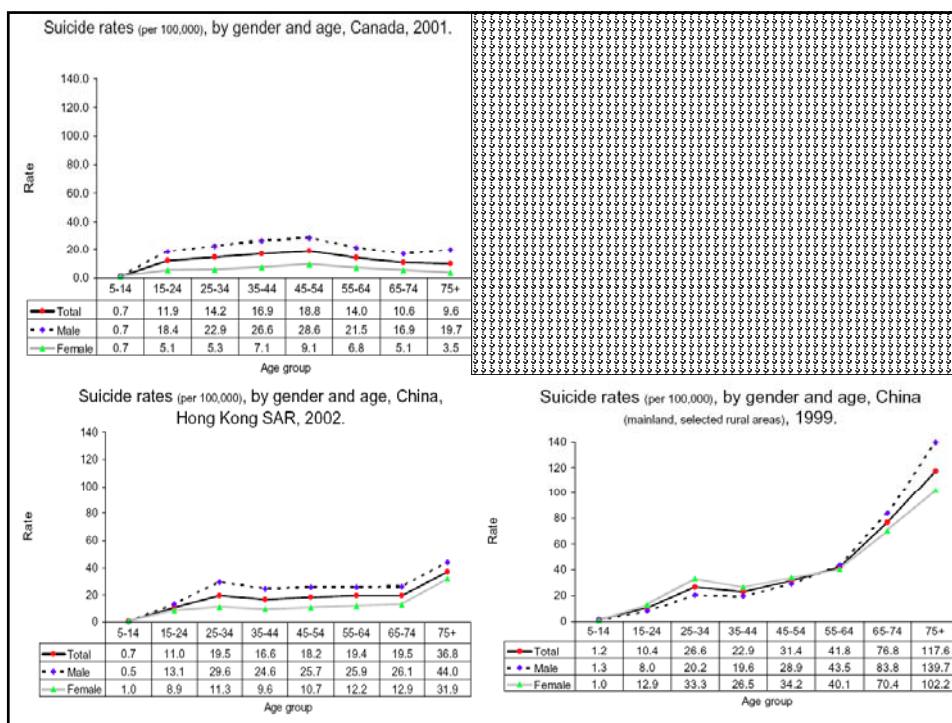 Suicide rates (per 100,000), by gender and age, Canada, 2001.
140.0
120.0
100.0
80.0
60.0
40.0
20.0
0.0
Rate
5-14 15-24 25-34 35-44 45-54 55-64 65-74 75+
Total 0.7 11.9 14.2 16.9 18.8 14.0 10.6 9.6
Male 0.7 18.4 22.9 26.6 28.6 21.5 16.9 19.7
Female 0.7 5.1 5.3 7.1 9.1 6.8 5.1 3.5
Age group
Suicide rates (per 100,000), by gender and age, China,
Hong Kong SAR, 2002.
140
120
100
80
60
40
20
0
Rate
5-14 15-24 25-34 35-44 45-54 55-64 65-74 75+
Total 0.7 11.0 19.5 16.6 18.2 19.4 19.5 36.8
Male 0.5 13.1 29.6 24.6 25.7 25.9 26.1 44.0
Female 1.0 8.9 11.3 9.6 10.7 12.2 12.9 31.9
Age group
Suicide rates (per 100,000), by gender and age, China
(mainland, selected rural areas), 1999.
140
120
100
80
60
40
20
0
Rate
5-14 15-24 25-34 35-44 45-54 55-64 65-74 75+
Total 1.2 10.4 26.6 22.9 31.4 41.8 76.8 117.6
Male 1.3 8.0 20.2 19.6 28.9 43.5 83.8 139.7
Female 1.0 12.9 33.3 26.5 34.2 40.1 70.4 102.2
Age group